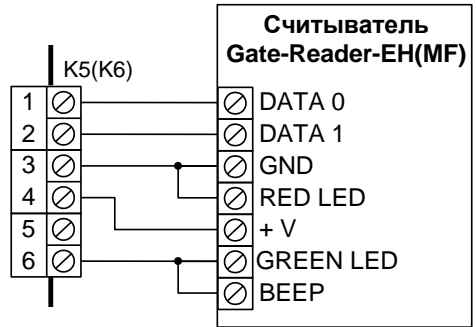 Считыватель
Gate-Reader-EH(MF)
K5(K6)
1 DATA 0
2 DATA 1
3 GND
4 RED LED
5 + V
6 GREEN LED
BEEP